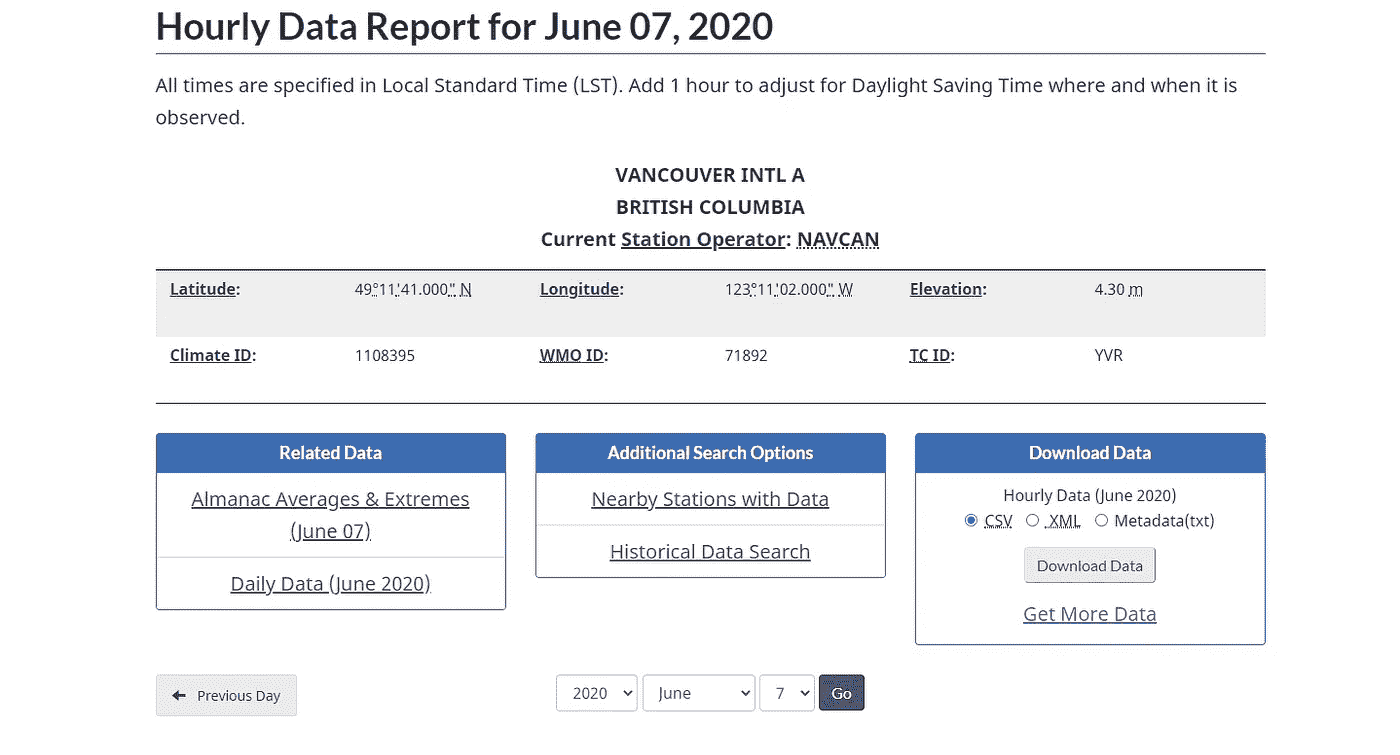 Hourly Data Report for June 07, 2020
All times are specified in Local Standard Time (LST). Add 1 hour to adjust for Daylight Saving Time where and when it is
observed.
VANCOUVER INTL A
BRITISH COLUMBIA
Current Station Operator: NAVCAN
Latitude: 49°11'41.000" N Longitude: 123°11'02.000" W Elevation: 4.30 m
Climate ID: 1108395 WMO ID: 71892 TC ID: YVR
Related Data
Almanac Averages & Extremes
(June 07)
Daily Data (June 2020)
Additional Search Options
Nearby Stations with Data
Historical Data Search
Download Data
Hourly Data (June 2020)
CSV XML Metadata(txt)
Download Data
Get More Data
Previous Day 2020 June 7 Go